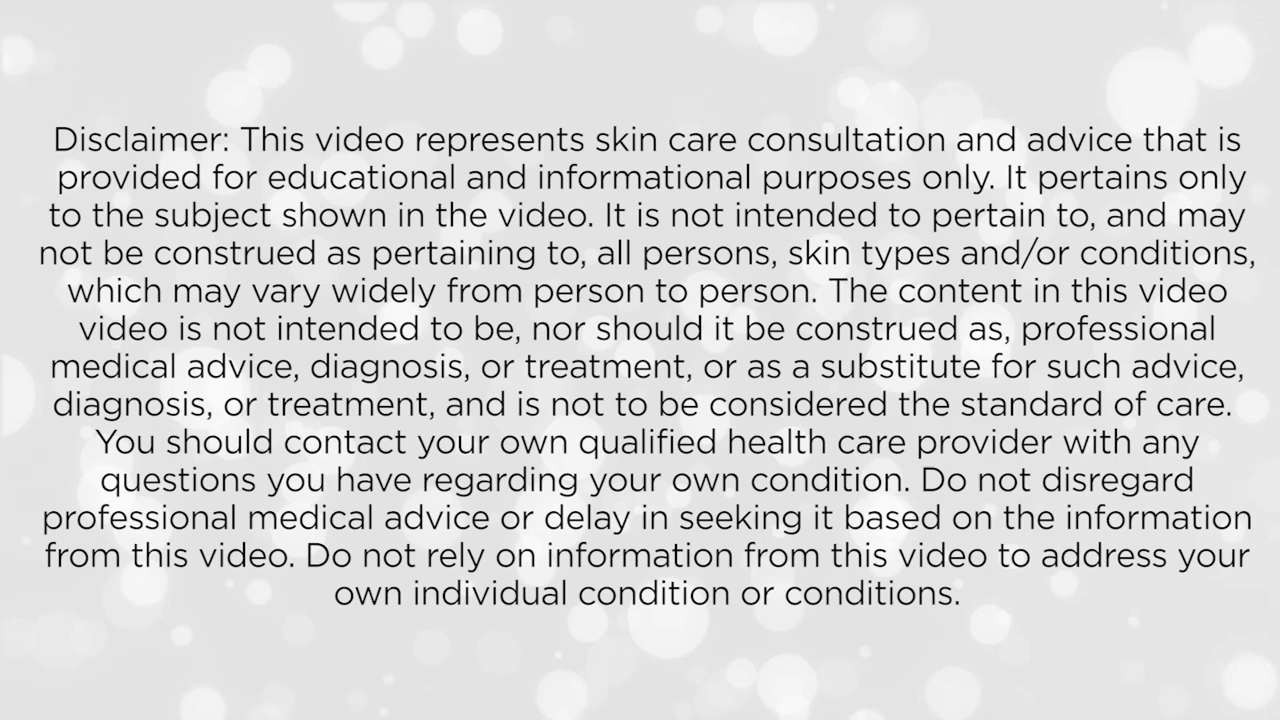 Disclaimer: This video represents skin care consultation and advice that is
provided for educational and informational purposes only. It pertains only
to the subject shown in the video. It is not intended to pertain to, and may
not be construed as pertaining to, all persons, skin types and/or conditions,
which may vary widely from person to person. The content in this video
video is not intended to be, nor should it be construed as, professional
medical advice, diagnosis, or treatment, or as a substitute for such advice,
diagnosis, or treatment, and is not to be considered the standard of care.
You should contact your own qualified health care provider with any
questions you have regarding your own condition. Do not disregard
professional medical advice or delay in seeking it based on the information
from this video. Do not rely on information from this video to address your
own individual condition or conditions.